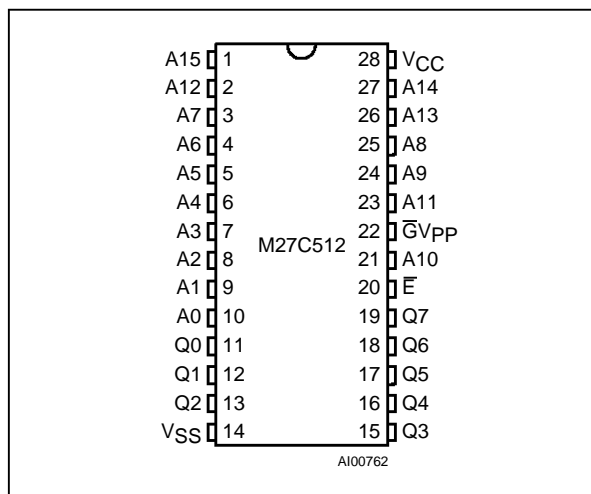 A15 1 28 VCC
A12 2 27 A14
A7 3 26 A13
A6 4 25 A8
A5 5 24 A9
A4 6 23 A11
A3 7 22 G̅VPP
M27C512
A2 8 21 A10
A1 9 20 E̅
A0 10 19 Q7
Q0 11 18 Q6
Q1 12 17 Q5
Q2 13 16 Q4
VSS 14 15 Q3
AI00762